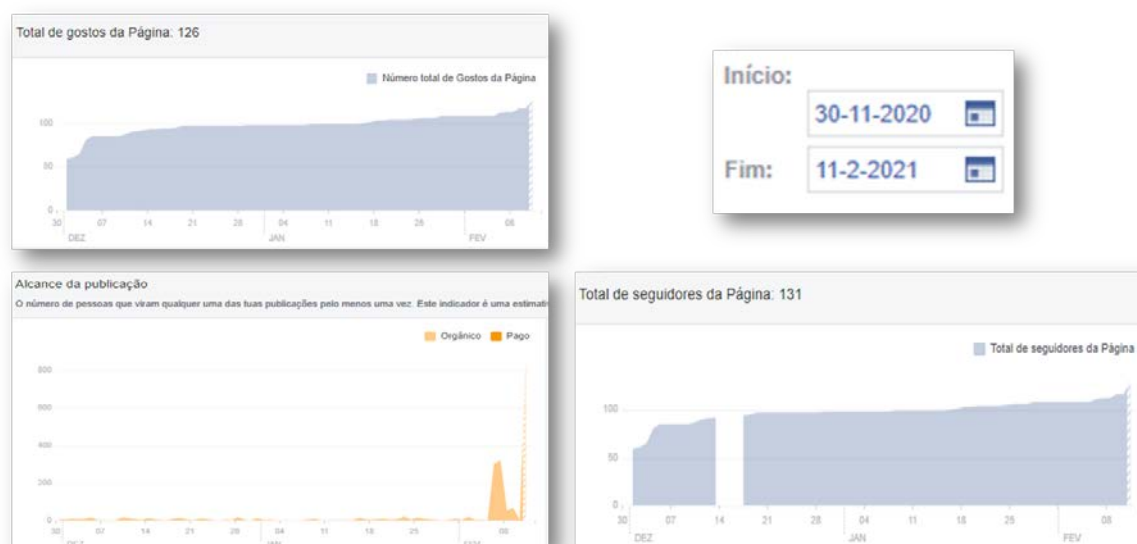 Total de gostos da Página: 126
Número total de Gostos da Página
100
50
0
30 07 14 21 28 04 11 18 25 08
DEZ JAN FEV
Início:
30-11-2020
Fim: 11-2-2021
Alcance da publicação
O número de pessoas que viram qualquer uma das tuas publicações pelo menos uma vez. Este indicador é uma
Orgânico Pago
800
600
400
200
0
30 07 14 21 28 04 11 18 25 08
Total de seguidores da Página: 131
Total de seguidores da Página
100
50
0
30 07 14 21 28 04 11 18 25 08
DEZ JAN FEV